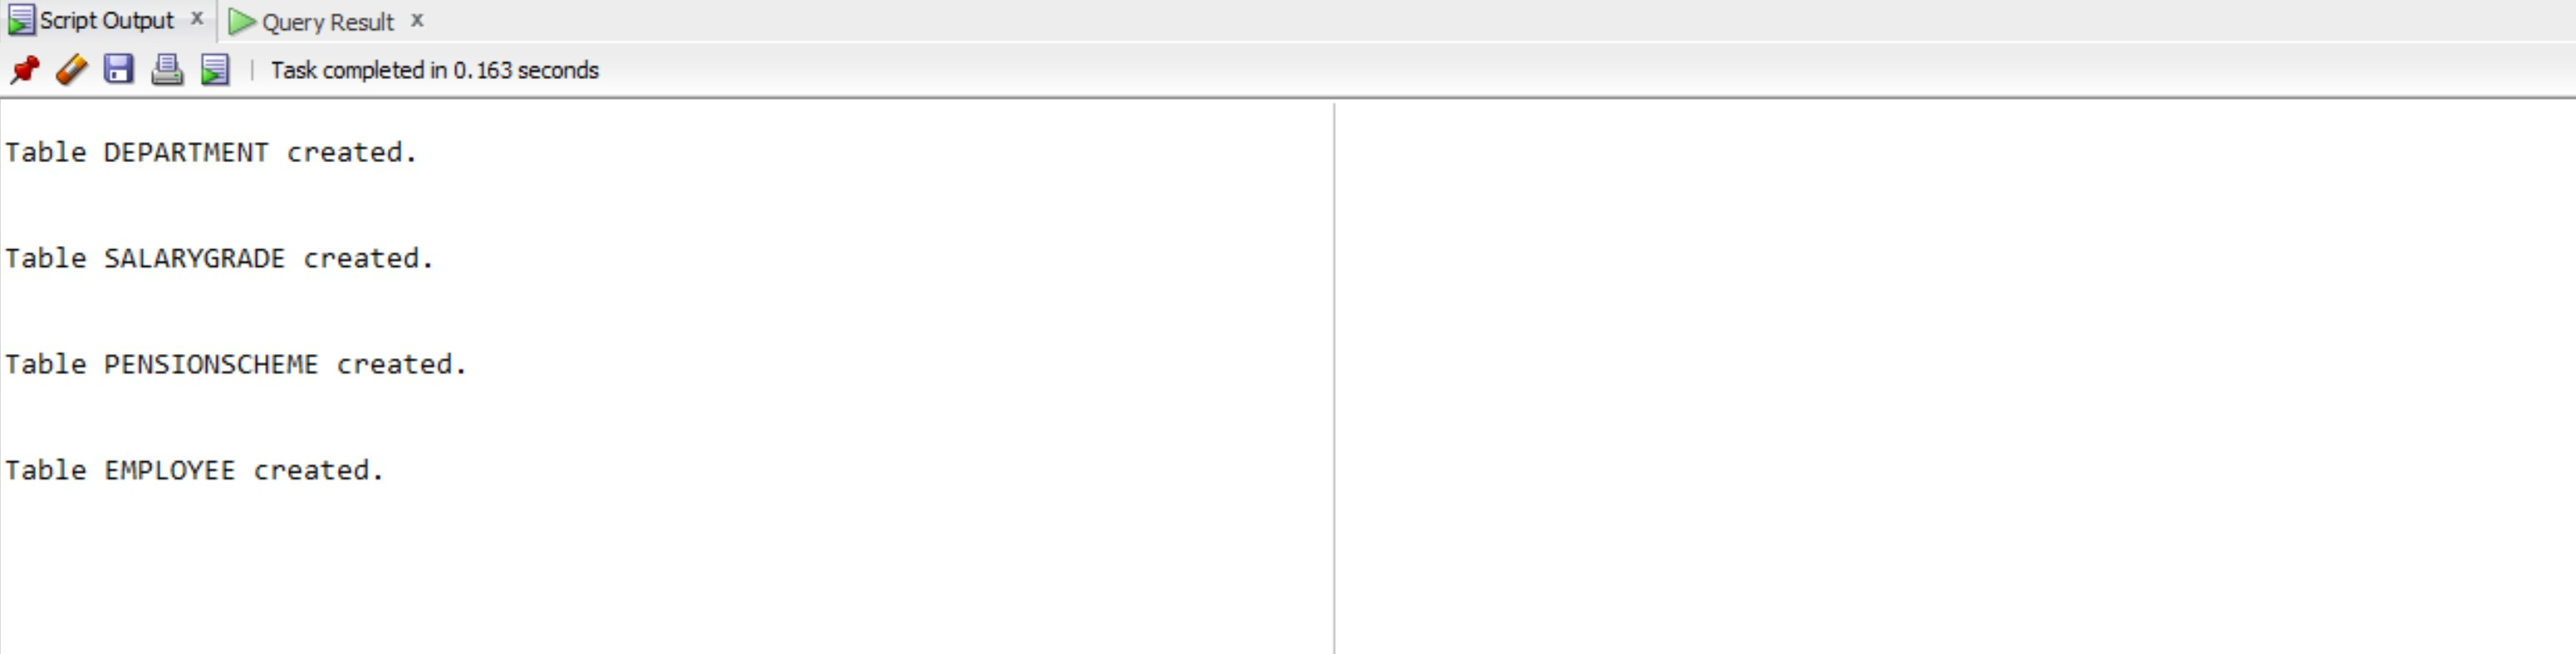 Script Output x Query Result x
Task completed in 0.163 seconds
Table DEPARTMENT created.
Table SALARYGRADE created.
Table PENSIONSCHEME created.
Table EMPLOYEE created.